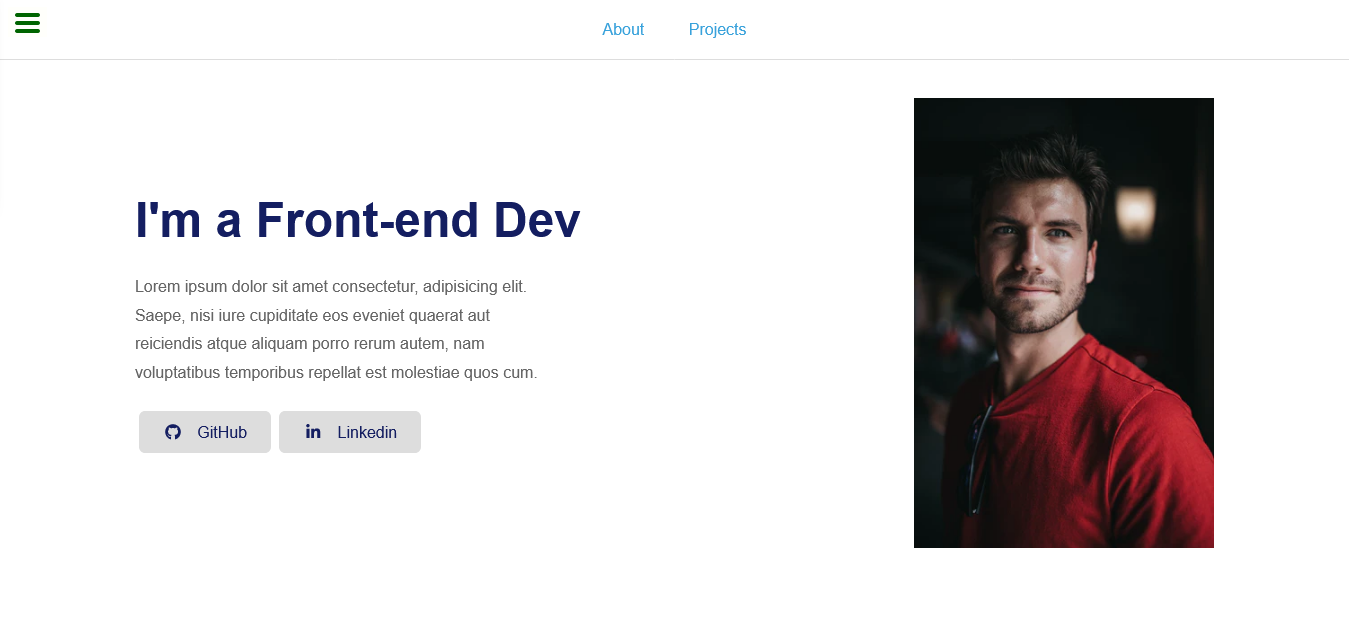 About Projects
I'm a Front-end Dev
Lorem ipsum dolor sit amet consectetur, adipisicing elit.
Saepe, nisi iure cupiditate eos eveniet quaerat aut
reiciendis atque aliquam porro rerum autem, nam
voluptatibus temporibus repellat est molestiae quos cum.
GitHub Linkedin